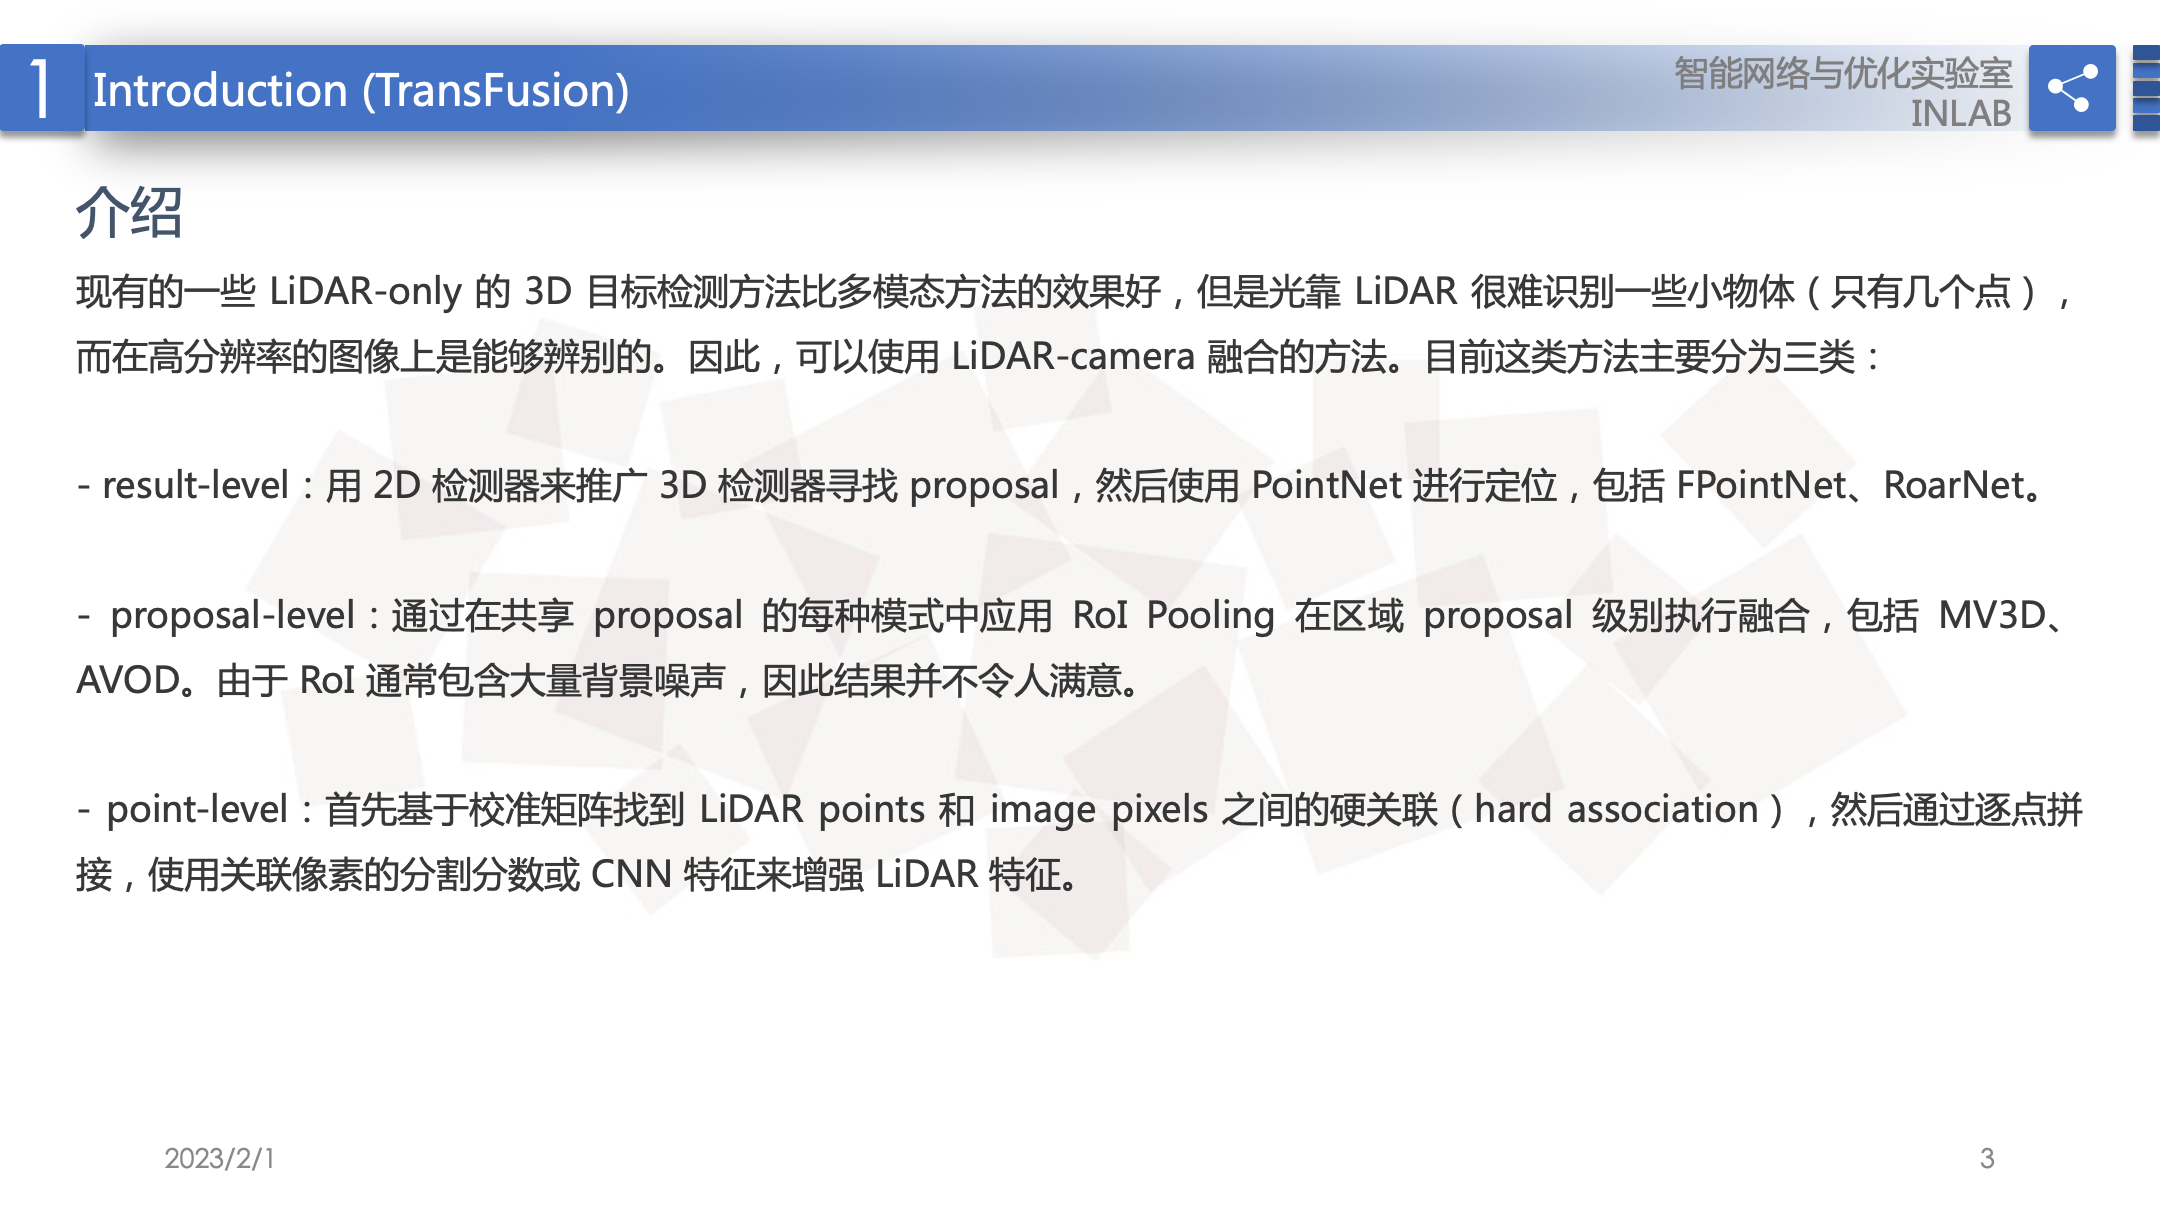 1
Introduction (TransFusion)
智能网络与优化实验室
INLAB
介绍
现有的一些 LiDAR-only 的 3D 目标检测方法比多模态方法的效果好，但是光靠 LiDAR 很难识别一些小物体（只有几个点），
而在高分辨率的图像上是能够辨别的。因此，可以使用 LiDAR-camera 融合的方法。目前这类方法主要分为三类：
- result-level：用 2D 检测器来推广 3D 检测器寻找 proposal，然后使用 PointNet 进行定位，包括 FPointNet、RoarNet。
- proposal-level：通过在共享 proposal 的每种模式中应用 RoI Pooling 在区域 proposal 级别执行融合，包括 MV3D、
AVOD。由于 RoI 通常包含大量背景噪声，因此结果并不令人满意。
- point-level：首先基于校准矩阵找到 LiDAR points 和 image pixels 之间的硬关联（hard association），然后通过逐点拼
接，使用关联像素的分割分数或 CNN 特征来增强 LiDAR 特征。
2023/2/1
3